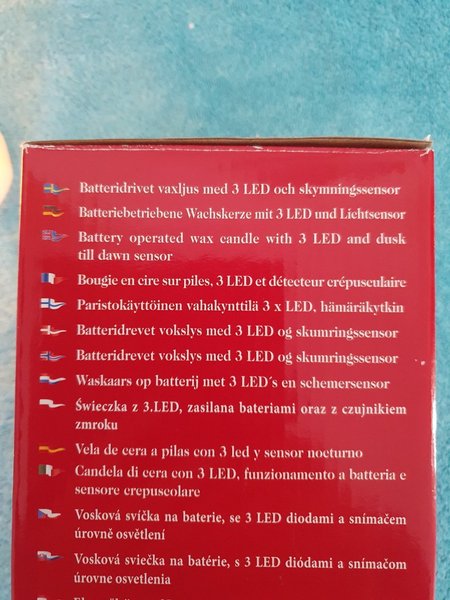 Batteridrivet vaxljus med 3 LED och skymningssensor
Batteriebetriebene Wachskerze mit 3 LED und Lichtsensor
Battery operated wax candle with 3 LED and dusk
till dawn sensor
Bougie en cire sur piles, 3 LED et détecteur crépusculaire
Paristokäyttöinen vahakynttilä 3 x LED, hämäräkytkin
Batteridrevet vokslys med 3 LED og skumringssensor
Batteridrevet vokslys med 3 LED og skumringssensor
Waskaars op batterij met 3 LED´s en schemersensor
Świeczka z 3.LED, zasilana bateriami oraz z czujnikiem
zmroku
Vela de cera a pilas con 3 led y sensor nocturno
Candela di cera con 3 LED, funzionamento a batteria e
sensore crepuscolare
Vosková svíčka na baterie, se 3 LED diodami a snímačem
úrovně osvětlení
Vosková sviečka na batérie, s 3 LED diódami a snímačom
úrovne osvetlenia